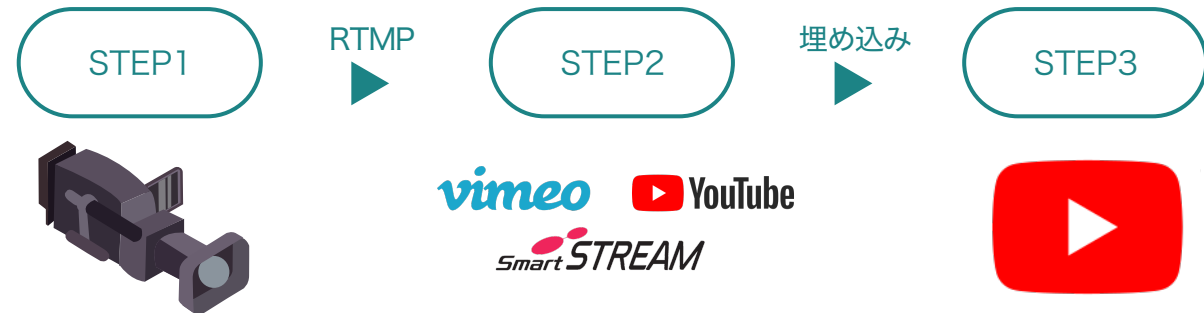 STEP1
RTMP
STEP2
埋め込み
STEP3
vimeo
YouTube
Smart STREAM